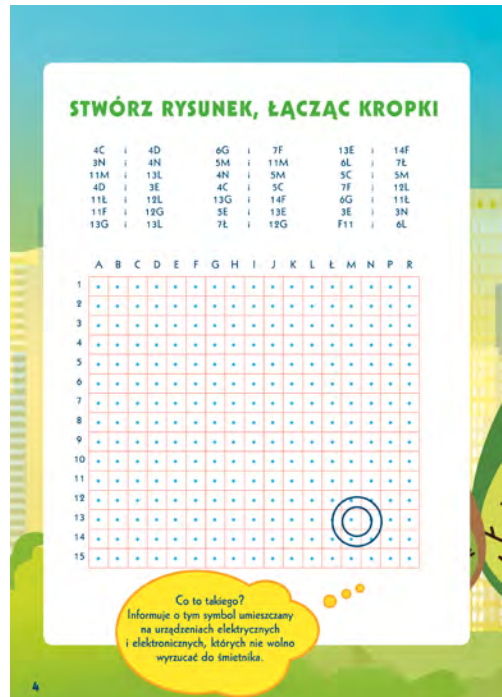 STWÓRZ RYSUNEK, ŁĄCZĄC KROPKI
4C i 4D 6G i 7F 13E i 14F
3N i 4N 5M i 11M 6L i 7Ł
11M i 13L 4N i 5M 5C i 5M
4D i 3E 4C i 5C 7F i 12L
11Ł i 12L 13G i 14F 6G i 11Ł
11F i 12G 5E i 13E 3E i 3N
13G i 13L 7Ł i 12G F11 i 6L
A B C D E F G H I J K L Ł M N P R
1
2
3
4
5
6
7
8
9
10
11
12
13
14
15
Co to takiego?
Informuje o tym symbol umieszczany
na urządzeniach elektrycznych
i elektronicznych, których nie wolno
wyrzucać do śmietnika.
4